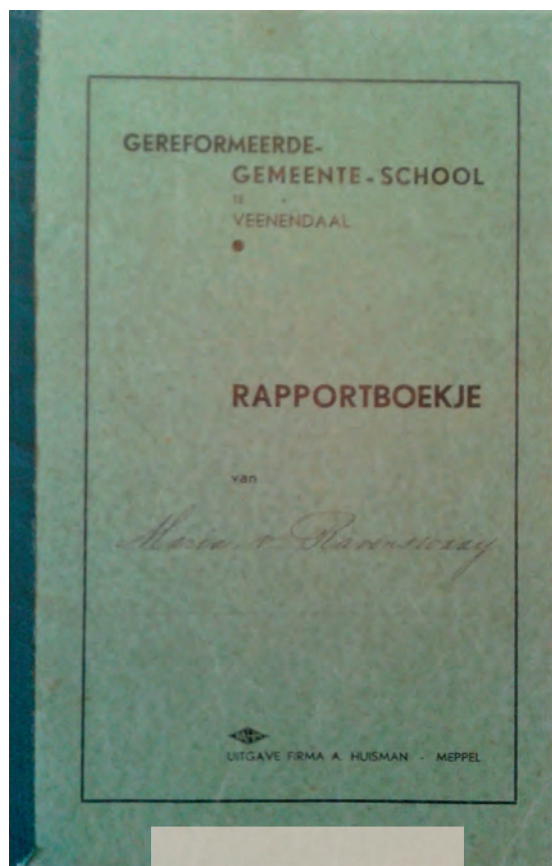 GEREFORMEERDE-
GEMEENTE-SCHOOL
TE
VEENENDAAL
RAPPORTBOEKJE
van
Maria v Ravenswaay
UITGAVE FIRMA A. HUISMAN - MEPPEL